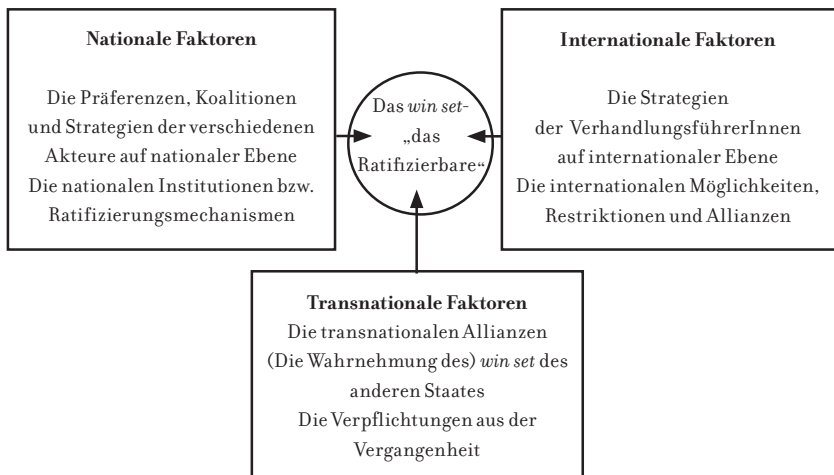 Nationale Faktoren
Die Präferenzen, Koalitionen
und Strategien der verschiedenen
Akteure auf nationaler Ebene
Die nationalen Institutionen bzw.
Ratifizierungsmechanismen
Das win set-
„das
Ratifizierbare“
Internationale Faktoren
Die Strategien
der VerhandlungsführerInnen
auf internationaler Ebene
Die internationalen Möglichkeiten,
Restriktionen und Allianzen
Transnationale Faktoren
Die transnationalen Allianzen
(Die Wahrnehmung des) win set des
anderen Staates
Die Verpflichtungen aus der
Vergangenheit